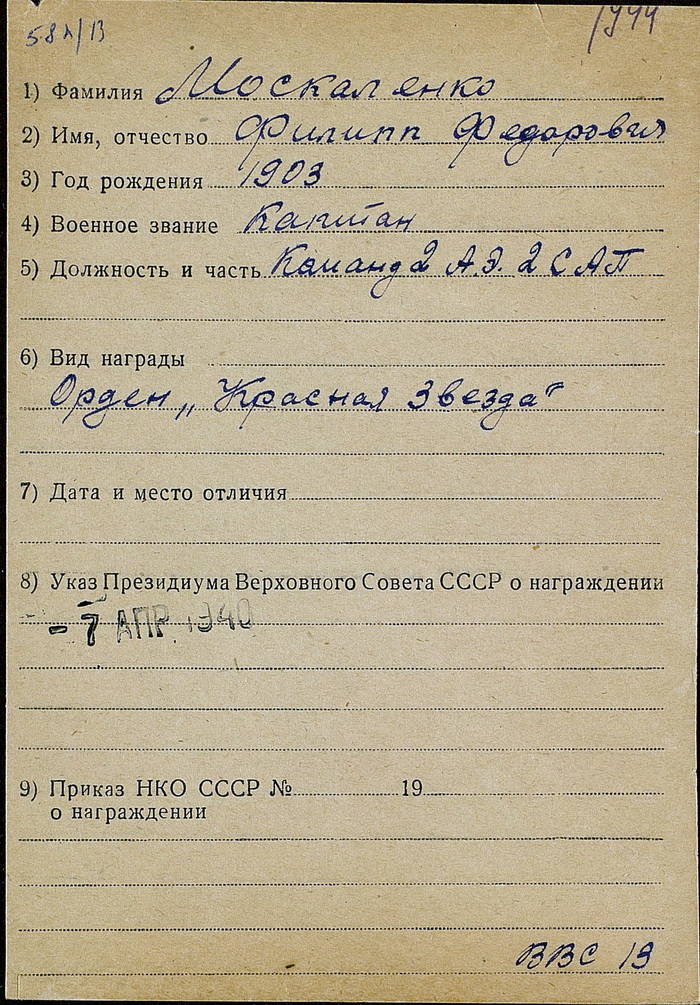 58л/13
1944
1) Фамилия Москаленко
2) Имя, отчество Филипп Федорович
3) Год рождения 1903
4) Военное звание Капитан
5) Должность и часть Команд 2 А.Э. 2 САП
6) Вид награды
Орден „Красная Звезда"
7) Дата и место отличия
8) Указ Президиума Верховного Совета СССР о награждении
-7 АПР 1940
9) Приказ НКО СССР № 19
о награждении
ВВС 13